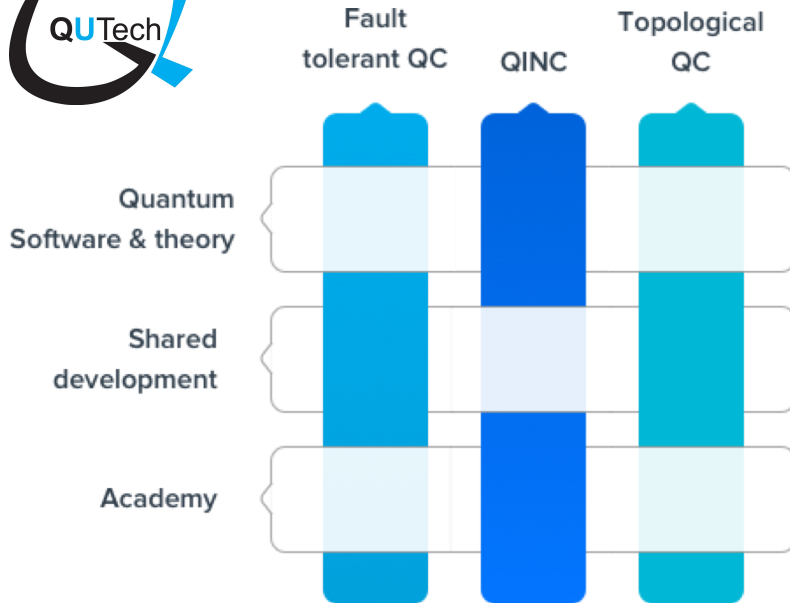 QUTech
Fault
tolerant QC
QINC
Topological
QC
Quantum
Software & theory
Shared
development
Academy